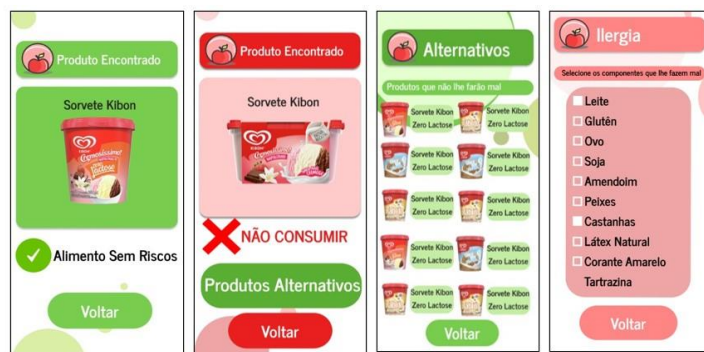 Produto Encontrado
Sorvete Kibon
Cremosíssimo
Lactose
Alimento Sem Riscos
Voltar
Produto Encontrado
Sorvete Kibon
NÃO CONSUMIR
Produtos Alternativos
Voltar
Alternativos
Produtos que não lhe farão mal
Sorvete Kibon
Zero Lactose
Sorvete Kibon
Zero Lactose
Sorvete Kibon
Zero Lactose
Sorvete Kibon
Zero Lactose
Sorvete Kibon
Zero Lactose
Sorvete Kibon
Zero Lactose
Sorvete Kibon
Zero Lactose
Sorvete Kibon
Zero Lactose
Sorvete Kibon
Zero Lactose
Sorvete Kibon
Zero Lactose
Voltar
Ilergia
Selecione os componentes que lhe fazem mal
Leite
Glutên
Ovo
Soja
Amendoim
Peixes
Castanhas
Látex Natural
Corante Amarelo
Tartrazina
Voltar